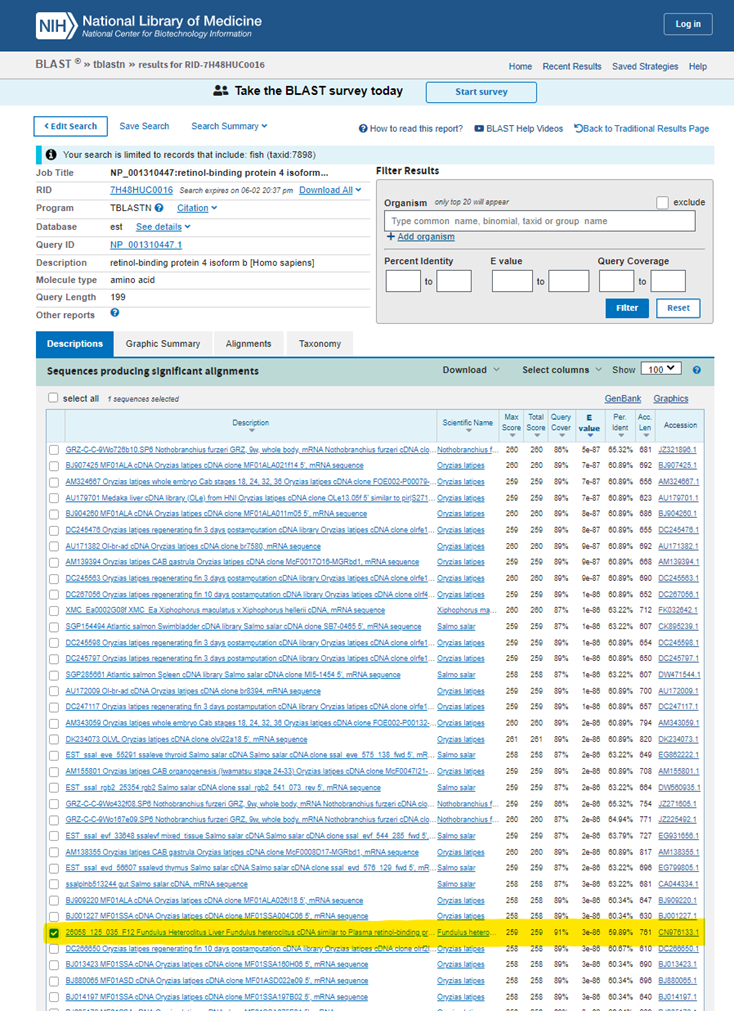 NIH National Library of Medicine
National Center for Biotechnology Information
Log in
BLAST ® » tblastn » results for RID-7H48HUC0016
Home Recent Results Saved Strategies Help
Take the BLAST survey today Start survey
Edit Search Save Search Search Summary How to read this report? BLAST Help Videos Back to Traditional Results Page
Your search is limited to records that include: fish (taxid:7898)
Job Title NP_001310447:retinol-binding protein 4 isoform...
RID 7H48HUC0016 Search expires on 06-02 20:37 pm Download All
Program TBLASTN Citation
Database est See details
Query ID NP_001310447.1
Description retinol-binding protein 4 isoform b [Homo sapiens]
Molecule type amino acid
Query Length 199
Other reports
Filter Results
Organism only top 20 will appear exclude
Type common name, binomial, taxid or group name
Add organism
Percent Identity E value Query Coverage
to to to
Filter Reset
Descriptions Graphic Summary Alignments Taxonomy
Sequences producing significant alignments Download Select columns Show 100
select all 1 sequences selected GenBank Graphics
Description Scientific Name Max Score Total Score Query Cover E value Per. Ident Acc. Len Accession
GRZ-C-C-9Wo726b10.SP6 Nothobranchius furzeri GRZ, 9w, whole body, mRNA Nothobranchius furzeri cDNA clo... Nothobranchius f... 260 260 86% 5e-87 65.32% 681 JZ321896.1
BJ907425 MF01ALA cDNA Oryzias latipes cDNA clone MF01ALA021f14 5', mRNA sequence Oryzias latipes 260 260 89% 7e-87 60.89% 692 BJ907425.1
AM324667 Oryzias latipes whole embryo Cab stages 18, 24, 32, 36 Oryzias latipes cDNA clone FOE002-P00079-... Oryzias latipes 259 259 89% 7e-87 60.89% 656 AM324667.1
AU179701 Medaka liver cDNA library (OLe) from HNI Oryzias latipes cDNA clone OLe13.05f 5' similar to pir|S271... Oryzias latipes 259 259 89% 7e-87 60.89% 623 AU179701.1
BJ904260 MF01ALA cDNA Oryzias latipes cDNA clone MF01ALA011m05 5', mRNA sequence Oryzias latipes 260 260 89% 8e-87 60.89% 686 BJ904260.1
DC245476 Oryzias latipes regenerating fin 3 days postamputation cDNA library Oryzias latipes cDNA clone olrfe1... Oryzias latipes 259 259 89% 8e-87 60.89% 655 DC245476.1
AU171382 Ol-br-ad cDNA Oryzias latipes cDNA clone br7580, mRNA sequence Oryzias latipes 260 260 89% 9e-87 60.89% 692 AU171382.1
AM139394 Oryzias latipes CAB gastrula Oryzias latipes cDNA clone McF0017O16-MGRbd1, mRNA sequence Oryzias latipes 259 259 89% 9e-87 60.89% 668 AM139394.1
DC245563 Oryzias latipes regenerating fin 3 days postamputation cDNA library Oryzias latipes cDNA clone olrfe1... Oryzias latipes 260 260 89% 9e-87 60.89% 690 DC245563.1
DC267056 Oryzias latipes regenerating fin 10 days postamputation cDNA library Oryzias latipes cDNA clone olrf4... Oryzias latipes 259 259 89% 1e-86 60.89% 652 DC267056.1
XMC_Ea0002G08f XMC_Ea Xiphophorus maculatus x Xiphophorus hellerii cDNA, mRNA sequence Xiphophorus ma... 260 260 87% 1e-86 63.22% 712 FK032642.1
SGP154494 Atlantic salmon Swimbladder cDNA library Salmo salar cDNA clone SB7-0465 5', mRNA sequence Salmo salar 259 259 87% 1e-86 63.22% 607 CK895239.1
DC245598 Oryzias latipes regenerating fin 3 days postamputation cDNA library Oryzias latipes cDNA clone olrfe1... Oryzias latipes 259 259 89% 1e-86 60.89% 654 DC245598.1
DC245797 Oryzias latipes regenerating fin 3 days postamputation cDNA library Oryzias latipes cDNA clone olrfe1... Oryzias latipes 259 259 89% 1e-86 60.89% 650 DC245797.1
SGP285661 Atlantic salmon Spleen cDNA library Salmo salar cDNA clone MI5-1454 5', mRNA sequence Salmo salar 258 258 87% 1e-86 63.22% 607 DW471544.1
AU172009 Ol-br-ad cDNA Oryzias latipes cDNA clone br8394, mRNA sequence Oryzias latipes 259 259 89% 1e-86 60.89% 700 AU172009.1
DC247117 Oryzias latipes regenerating fin 3 days postamputation cDNA library Oryzias latipes cDNA clone olrfe1... Oryzias latipes 259 259 89% 1e-86 60.89% 657 DC247117.1
AM343059 Oryzias latipes whole embryo Cab stages 18, 24, 32, 36 Oryzias latipes cDNA clone FOE002-P00132-... Oryzias latipes 260 260 89% 2e-86 60.89% 794 AM343059.1
DK234073 OLVL Oryzias latipes cDNA clone olvl22a18 5', mRNA sequence Oryzias latipes 261 261 89% 2e-86 60.89% 820 DK234073.1
EST_ssal_eve_55291 ssaleve thyroid Salmo salar cDNA Salmo salar cDNA clone ssal_eve_575_138_fwd 5', mR... Salmo salar 258 258 87% 2e-86 63.22% 649 EG862222.1
AM155801 Oryzias latipes CAB organogenesis (Iwamatsu stage 24-33) Oryzias latipes cDNA clone McF0047I21-... Oryzias latipes 259 259 89% 2e-86 60.89% 708 AM155801.1
EST_ssal_rgb2_25354 rgb2 Salmo salar cDNA clone ssal_rgb2_541_073_rev 5', mRNA sequence Salmo salar 259 259 87% 2e-86 63.22% 664 DW560935.1
GRZ-C-C-9Wo432f08.SP6 Nothobranchius furzeri GRZ, 9w, whole body, mRNA Nothobranchius furzeri cDNA clo... Nothobranchius f... 259 259 86% 2e-86 65.32% 754 JZ271605.1
GRZ-C-C-9Wo167e09.SP6 Nothobranchius furzeri GRZ, 9w, whole body, mRNA Nothobranchius furzeri cDNA clo... Nothobranchius f... 259 259 87% 2e-86 64.94% 771 JZ225492.1
EST_ssal_evf_33648 ssalevf mixed_tissue Salmo salar cDNA Salmo salar cDNA clone ssal_evf_544_285_fwd 5',... Salmo salar 259 259 87% 2e-86 63.79% 727 EG931656.1
AM138355 Oryzias latipes CAB gastrula Oryzias latipes cDNA clone McF0008D17-MGRbd1, mRNA sequence Oryzias latipes 260 260 89% 2e-86 60.89% 817 AM138355.1
EST_ssal_evd_56607 ssalevd thymus Salmo salar cDNA Salmo salar cDNA clone ssal_evd_576_129_fwd 5', mR... Salmo salar 258 258 87% 2e-86 63.22% 696 EG799805.1
ssalplnb513244 gut Salmo salar cDNA, mRNA sequence Salmo salar 258 258 87% 3e-86 63.22% 681 CA044334.1
BJ909220 MF01ALA cDNA Oryzias latipes cDNA clone MF01ALA026l18 5', mRNA sequence Oryzias latipes 258 258 89% 3e-86 60.34% 647 BJ909220.1
BJ001227 MF01SSA cDNA Oryzias latipes cDNA clone MF01SSA004C06 5', mRNA sequence Oryzias latipes 258 258 89% 3e-86 60.34% 630 BJ001227.1
26058_125_035_F12 Fundulus Heteroclitus Liver Fundulus heteroclitus cDNA similar to Plasma retinol-binding pr... Fundulus hetero... 259 259 91% 3e-86 59.89% 761 CN976133.1
DC266650 Oryzias latipes regenerating fin 10 days postamputation cDNA library Oryzias latipes cDNA clone olrf2... Oryzias latipes 258 258 89% 3e-86 60.87% 610 DC266650.1
BJ013423 MF01SSA cDNA Oryzias latipes cDNA clone MF01SSA160H06 5', mRNA sequence Oryzias latipes 258 258 89% 3e-86 60.34% 690 BJ013423.1
BJ880065 MF01ASD cDNA Oryzias latipes cDNA clone MF01ASD022e09 5', mRNA sequence Oryzias latipes 258 258 89% 3e-86 60.34% 696 BJ880065.1
BJ014197 MF01SSA cDNA Oryzias latipes cDNA clone MF01SSA197B02 5', mRNA sequence Oryzias latipes 258 258 89% 3e-86 60.34% 640 BJ014197.1